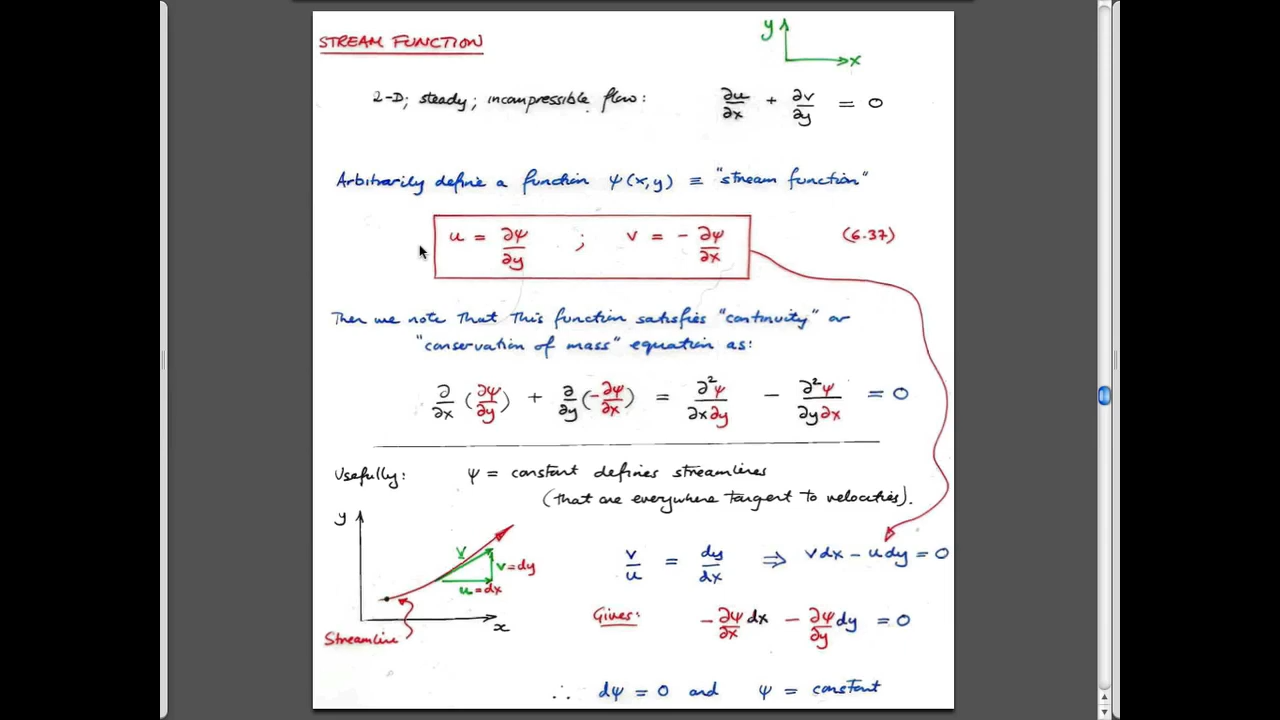 STREAM FUNCTION
y
x
2-D; steady; incompressible flow: ∂u/∂x + ∂v/∂y = 0
Arbitrarily define a function ψ(x,y) ≡ "stream function"
u = ∂ψ/∂y ; v = - ∂ψ/∂x (6.37)
Then we note that this function satisfies "continuity" or
"conservation of mass" equation as:
∂/∂x (∂ψ/∂y) + ∂/∂y (-∂ψ/∂x) = ∂²ψ/∂x∂y - ∂²ψ/∂y∂x = 0
Usefully: ψ = constant defines streamlines
(that are everywhere tangent to velocities).
y
V
v=dy
u=dx
x
Streamline
v/u = dy/dx ⇒ vdx - udy = 0
Gives: -∂ψ/∂x dx - ∂ψ/∂y dy = 0
∴ dψ = 0 and ψ = constant